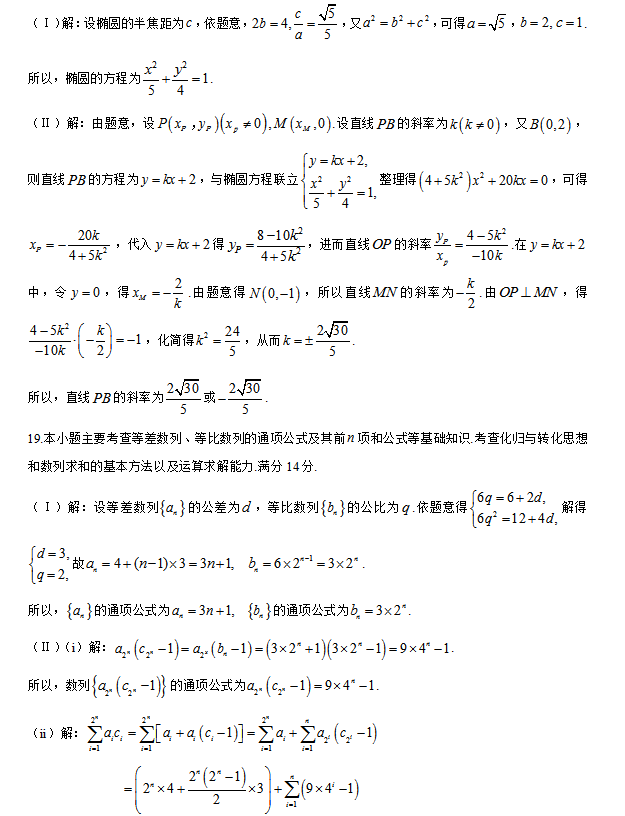 (Ⅰ)解:设椭圆的半焦距为c,依题意,2b=4,c/a=√5/5,又a²=b²+c²,可得a=√5,b=2,c=1.
所以,椭圆的方程为x²/5+y²/4=1.
(Ⅱ)解:由题意,设P(x_P,y_P)(x_p≠0),M(x_M,0).设直线PB的斜率为k(k≠0),又B(0,2),
则直线PB的方程为y=kx+2,与椭圆方程联立{y=kx+2, x²/5+y²/4=1, 整理得(4+5k²)x²+20kx=0,可得
x_P=-20k/(4+5k²),代入y=kx+2得y_P=(8-10k²)/(4+5k²),进而直线OP的斜率y_p/x_p=(4-5k²)/(-10k).在y=kx+2
中,令y=0,得x_M=-2/k.由题意得N(0,-1),所以直线MN的斜率为-k/2.由OP⊥MN,得
(4-5k²)/(-10k)·(-k/2)=-1,化简得k²=24/5,从而k=±2√30/5.
所以,直线PB的斜率为2√30/5或-2√30/5.
19.本小题主要考查等差数列、等比数列的通项公式及其前n项和公式等基础知识.考查化归与转化思想
和数列求和的基本方法以及运算求解能力.满分14分.
(Ⅰ)解:设等差数列{a_n}的公差为d,等比数列{b_n}的公比为q.依题意得{6q=6+2d, 6q²=12+4d, 解得
{d=3, q=2, 故a_n=4+(n-1)×3=3n+1, b_n=6×2^(n-1)=3×2^n.
所以,{a_n}的通项公式为a_n=3n+1, {b_n}的通项公式为b_n=3×2^n.
(Ⅱ)(i)解:a_(2^n)(c_(2^n)-1)=a_(2^n)(b_n-1)=(3×2^n+1)(3×2^n-1)=9×4^n-1.
所以,数列{a_(2^n)(c_(2^n)-1)}的通项公式为a_(2^n)(c_(2^n)-1)=9×4^n-1.
(ii)解:∑_(i=1)^(2^n) a_i c_i=∑_(i=1)^(2^n)[a_i+a_i(c_i-1)]=∑_(i=1)^(2^n) a_i+∑_(i=1)^n a_(2^i)(c_(2^i)-1)
=(2^n×4+2^n(2^n-1)/2×3)+∑_(i=1)^n(9×4^i-1)